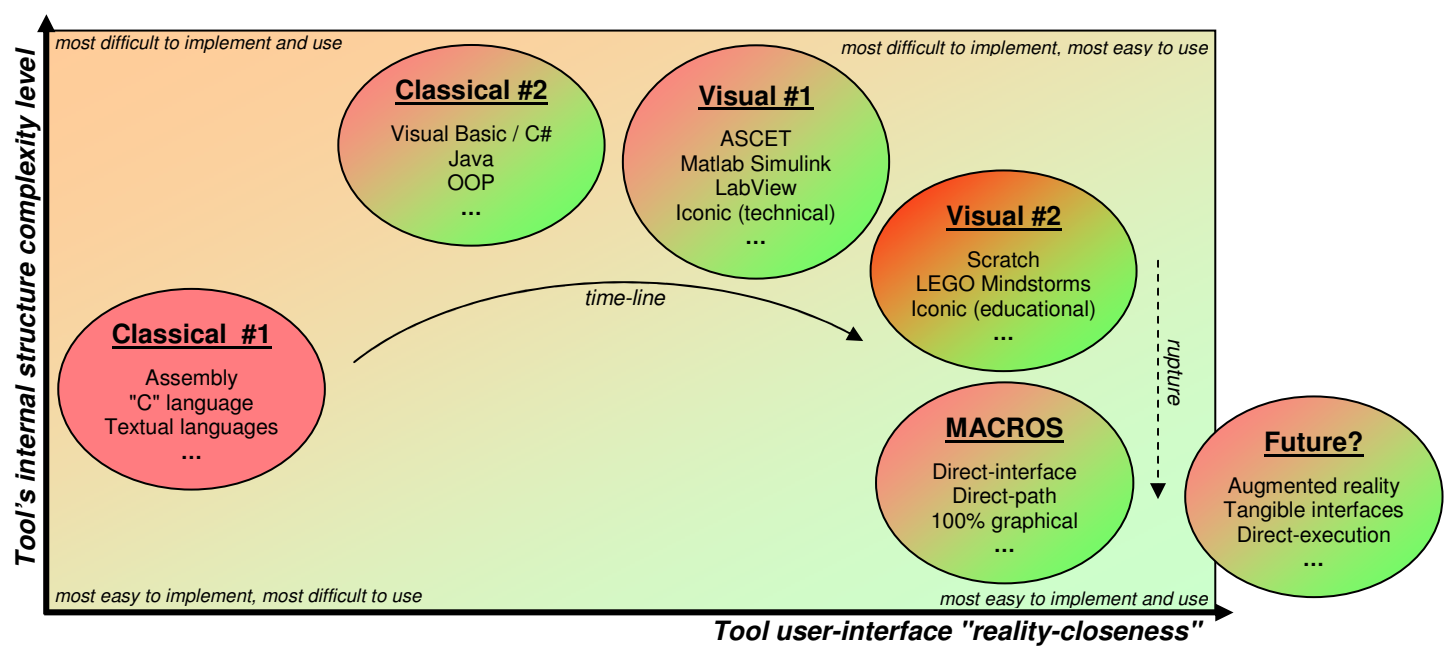 Tool's internal structure complexity level
most difficult to implement and use
most difficult to implement, most easy to use
Classical #2
Visual Basic / C#
Java
OOP
...
Visual #1
ASCET
Matlab Simulink
LabView
Iconic (technical)
...
Visual #2
Scratch
LEGO Mindstorms
Iconic (educational)
...
time-line
Classical #1
Assembly
"C" language
Textual languages
...
rupture
MACROS
Direct-interface
Direct-path
100% graphical
...
Future?
Augmented reality
Tangible interfaces
Direct-execution
...
most easy to implement, most difficult to use
most easy to implement and use
Tool user-interface "reality-closeness"